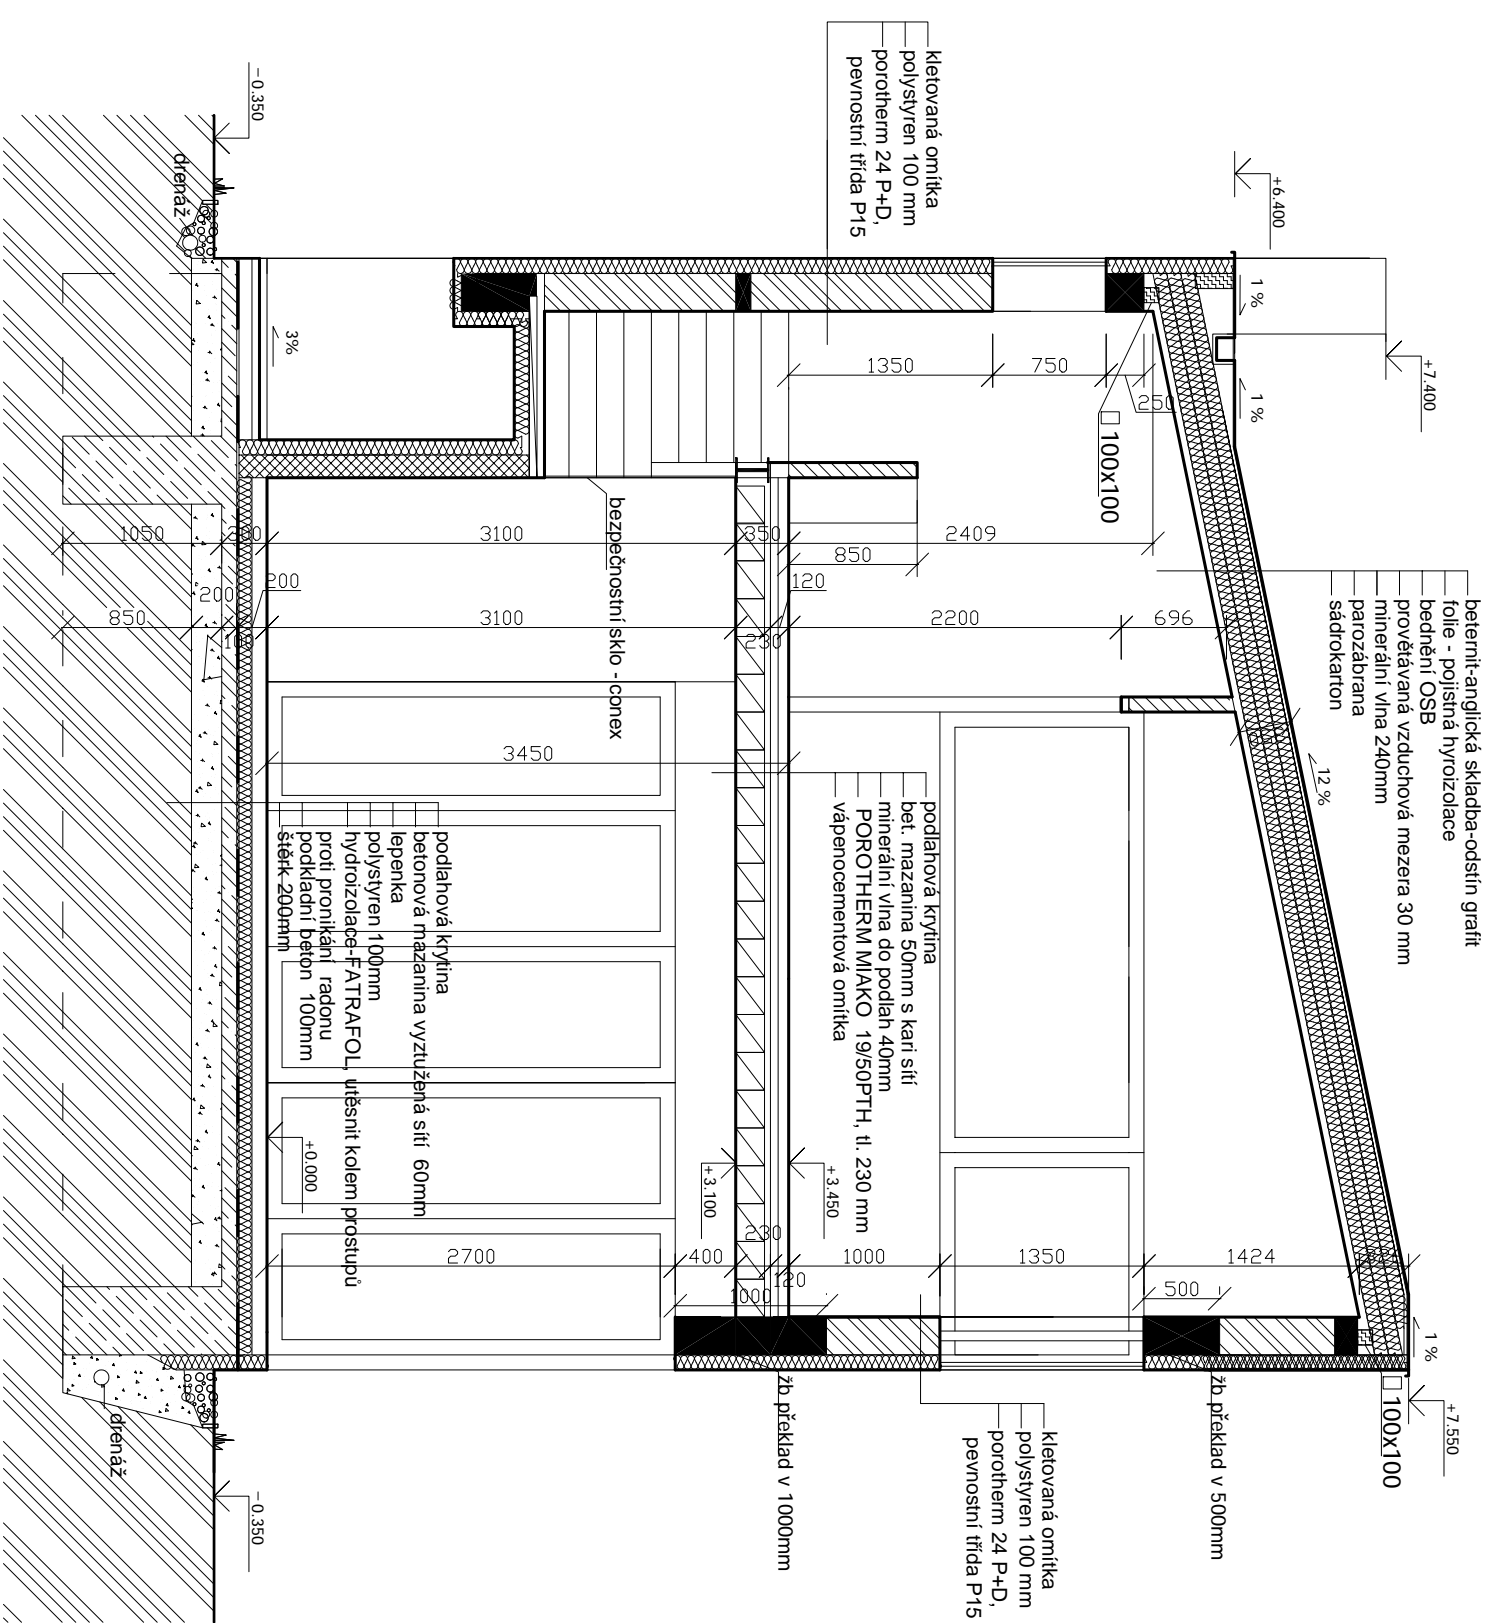 beternit-anglická skladba-odstín grafit
folie - pojistná hyroizolace
bednění OSB
provětávaná vzduchová mezera 30 mm
minerální vlna 240mm
parozábrana
sádrokarton
kletovaná omítka
polystyren 100 mm
porotherm 24 P+D,
pevnostní třída P15
+6.400
+7.400
+7.550
1 %
1 %
12 %
1 %
□ 100x100
□ 100x100
1350
750
250
2409
850
2200
696
120
podlahová krytina
bet. mazanina 50mm s kari sítí
minerální vlna do podlah 40mm
POROTHERM MIAKO 19/50PTH, tl. 230 mm
vápenocementová omítka
+3.450
+3.100
1000
1350
1424
500
žb překlad v 500mm
kletovaná omítka
polystyren 100 mm
porotherm 24 P+D,
pevnostní třída P15
žb překlad v 1000mm
230
120
1000
400
2700
350
230
3100
3100
3450
bezpečnostní sklo - conex
podlahová krytina
betonová mazanina vyztužená sítí 60mm
lepenka
polystyren 100mm
hydroizolace-FATRAFOL, utěsnit kolem prostupů
proti pronikání radonu
podkladní beton 100mm
štěrk 200mm
+0.000
3%
300
1050
200
200
100
850
-0.350
drenáž
drenáž
-0.350